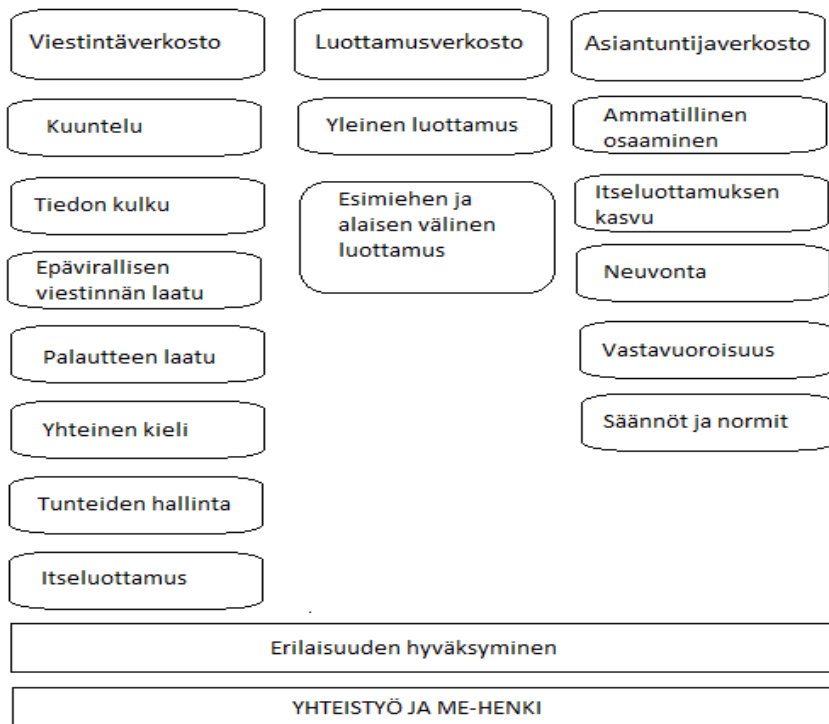 Viestintäverkosto
Kuuntelu
Tiedon kulku
Epävirallisen
viestinnän laatu
Palautteen laatu
Yhteinen kieli
Tunteiden hallinta
Itseluottamus
Luottamusverkosto
Yleinen luottamus
Esimiehen ja
alaisen välinen
luottamus
Asiantuntijaverkosto
Ammatillinen
osaaminen
Itseluottamuksen
kasvu
Neuvonta
Vastavuoroisuus
Säännöt ja normit
Erilaisuuden hyväksyminen
YHTEISTYÖ JA ME-HENKI